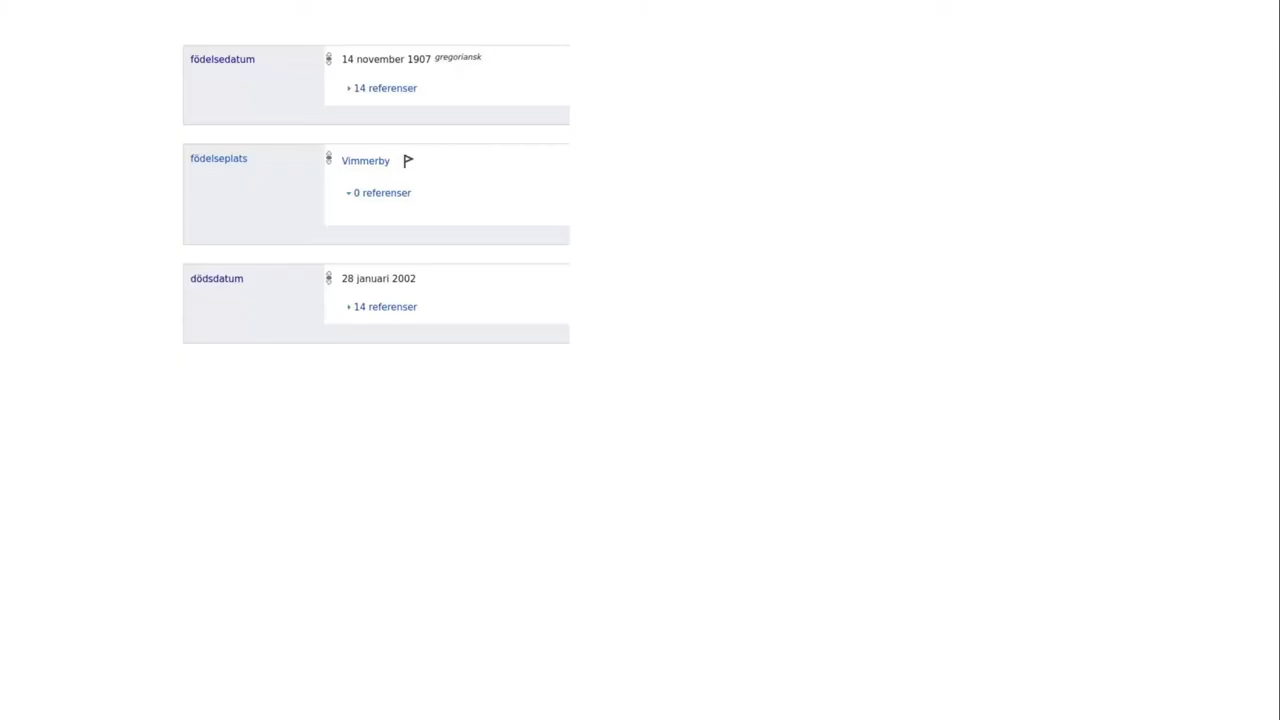 födelsedatum
14 november 1907 gregoriansk
14 referenser
födelseplats
Vimmerby
0 referenser
dödsdatum
28 januari 2002
14 referenser